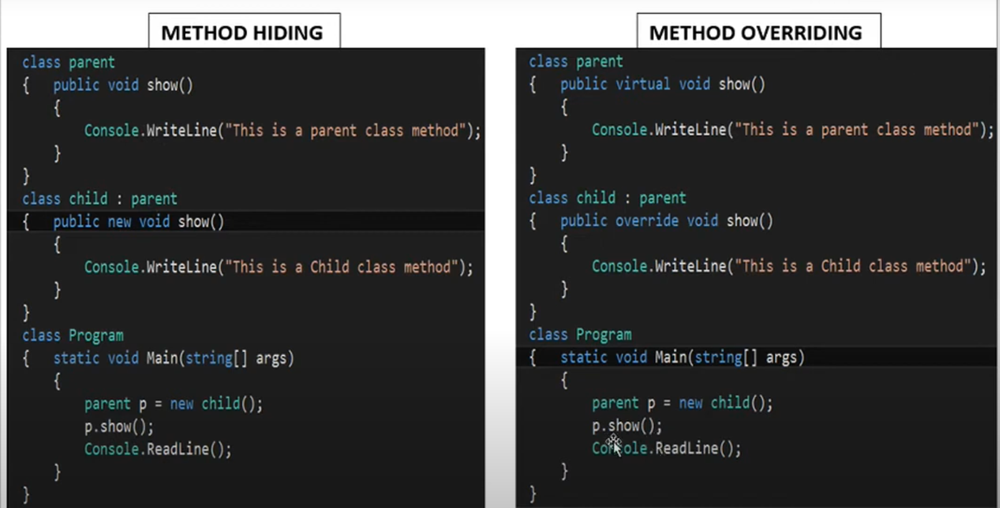 METHOD HIDING
class parent
{   public void show()
    {
        Console.WriteLine("This is a parent class method");
    }
}
class child : parent
{   public new void show()
    {
        Console.WriteLine("This is a Child class method");
    }
}
class Program
{   static void Main(string[] args)
    {
        parent p = new child();
        p.show();
        Console.ReadLine();
    }
}
METHOD OVERRIDING
class parent
{   public virtual void show()
    {
        Console.WriteLine("This is a parent class method");
    }
}
class child : parent
{   public override void show()
    {
        Console.WriteLine("This is a Child class method");
    }
}
class Program
{   static void Main(string[] args)
    {
        parent p = new child();
        p.show();
        Console.ReadLine();
    }
}